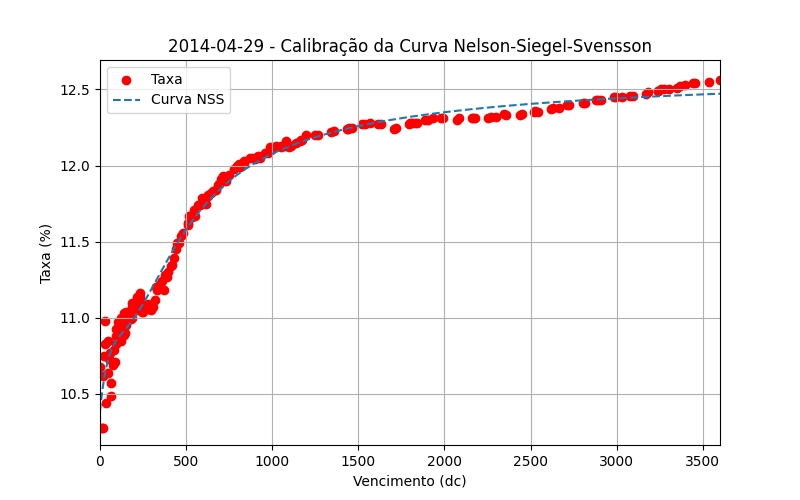 2014-04-29 - Calibração da Curva Nelson-Siegel-Svensson
Taxa
Curva NSS
Taxa (%)
12.5
12.0
11.5
11.0
10.5
0 500 1000 1500 2000 2500 3000 3500
Vencimento (dc)